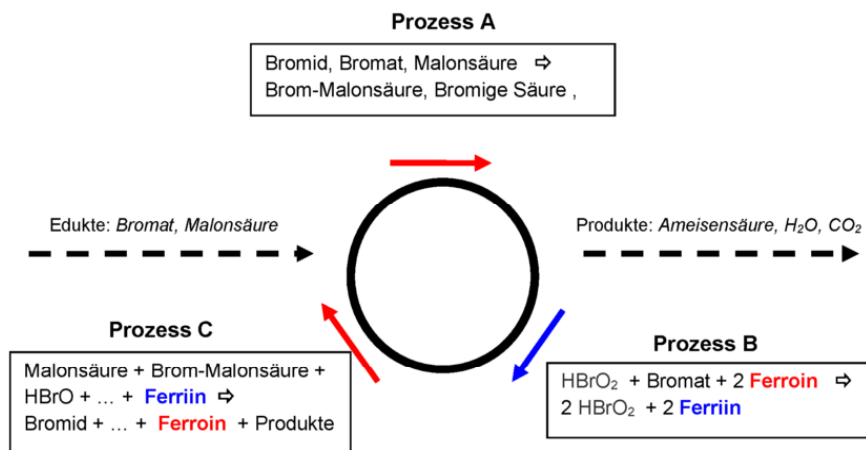 Prozess A
Bromid, Bromat, Malonsäure ⇨
Brom-Malonsäure, Bromige Säure ,
Edukte: Bromat, Malonsäure
Produkte: Ameisensäure, H₂O, CO₂
Prozess C
Malonsäure + Brom-Malonsäure +
HBrO + ... + Ferriin ⇨
Bromid + ... + Ferroin + Produkte
Prozess B
HBrO₂ + Bromat + 2 Ferroin ⇨
2 HBrO₂ + 2 Ferriin